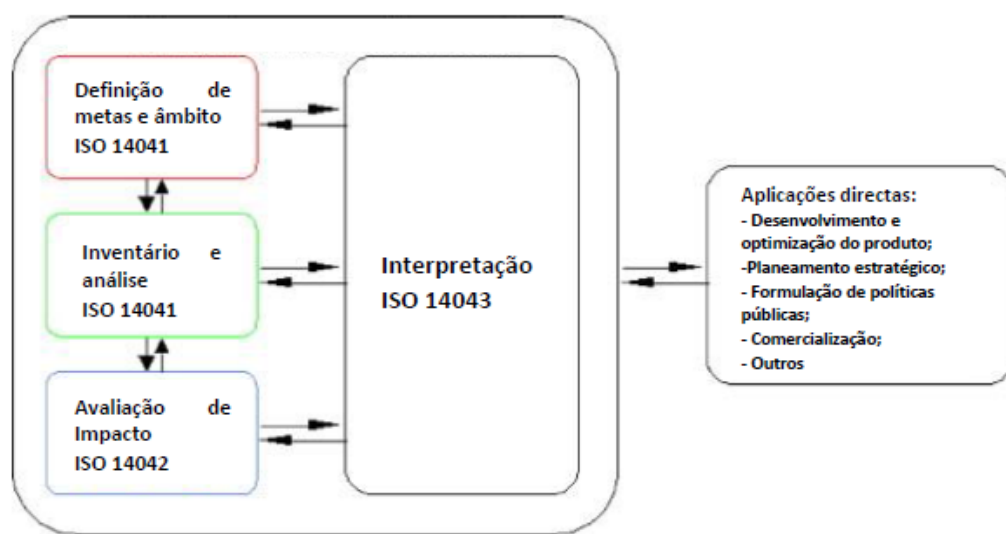 Definição de
metas e âmbito
ISO 14041
Inventário e
análise
ISO 14041
Avaliação de
Impacto
ISO 14042
Interpretação
ISO 14043
Aplicações directas:
- Desenvolvimento e
optimização do produto;
-Planeamento estratégico;
- Formulação de políticas
públicas;
- Comercialização;
- Outros